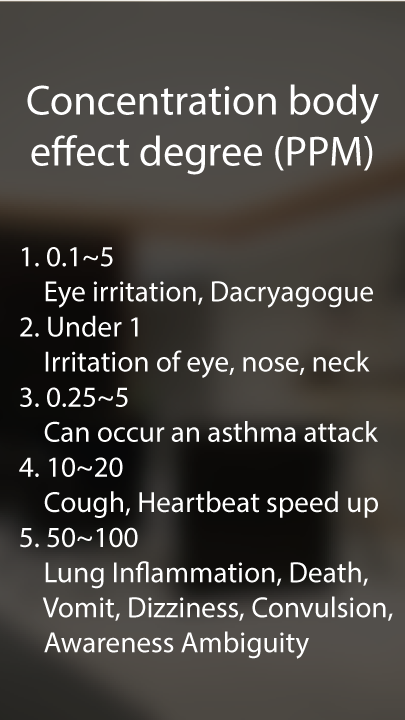 Concentration body
effect degree (PPM)
1. 0.1~5
Eye irritation, Dacryagogue
2. Under 1
Irritation of eye, nose, neck
3. 0.25~5
Can occur an asthma attack
4. 10~20
Cough, Heartbeat speed up
5. 50~100
Lung Inflammation, Death,
Vomit, Dizziness, Convulsion,
Awareness Ambiguity